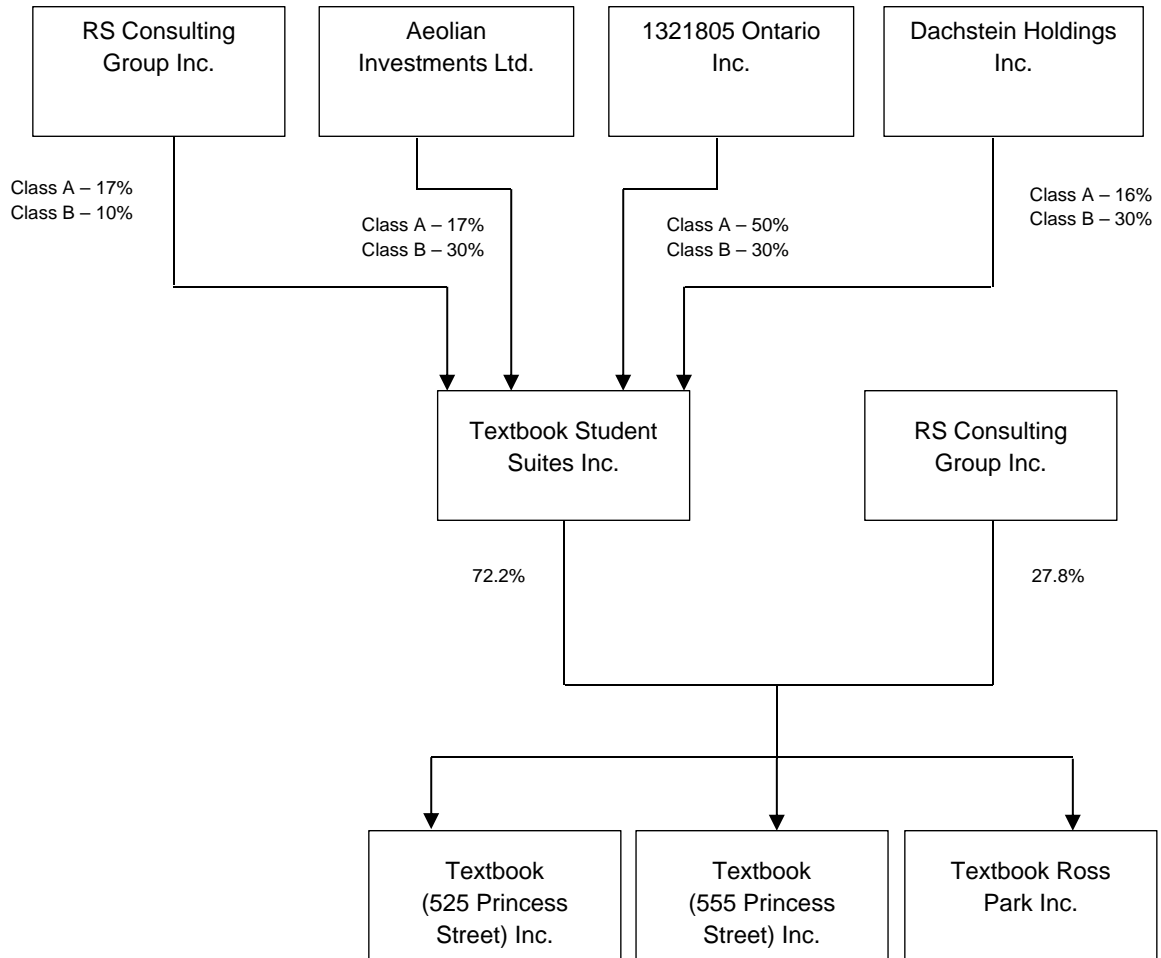 RS Consulting
Group Inc.
Aeolian
Investments Ltd.
1321805 Ontario
Inc.
Dachstein Holdings
Inc.
Class A – 17%
Class B – 10%
Class A – 17%
Class B – 30%
Class A – 50%
Class B – 30%
Class A – 16%
Class B – 30%
Textbook Student
Suites Inc.
RS Consulting
Group Inc.
72.2%
27.8%
Textbook
(525 Princess
Street) Inc.
Textbook
(555 Princess
Street) Inc.
Textbook Ross
Park Inc.